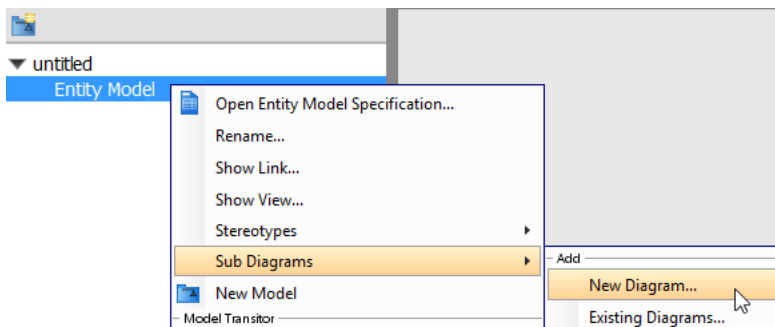 untitled
Entity Model
Open Entity Model Specification...
Rename...
Show Link...
Show View...
Stereotypes
Sub Diagrams
Add
New Diagram...
New Model
Existing Diagrams...
Model Transitor